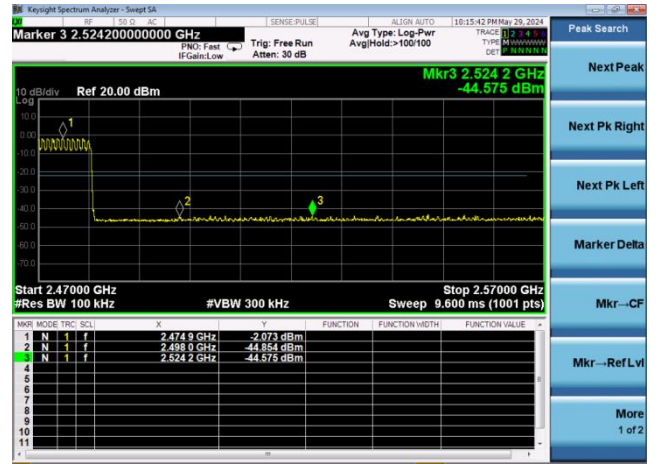 Keysight Spectrum Analyzer - Swept SA
RF 50 Ω AC SENSE:PULSE ALIGN AUTO 10:15:42 PM May 29, 2024
Marker 3 2.524200000000 GHz
PNO: Fast
IFGain:Low
Trig: Free Run
Atten: 30 dB
Avg Type: Log-Pwr
Avg|Hold:>100/100
TRACE 1 2 3 4 5 6
TYPE M WWWWW
DET P NNNNN
Peak Search
Mkr3 2.524 2 GHz
-44.575 dBm
10 dB/div Ref 20.00 dBm
Log
10.0
0.00
-10.0
-20.0
-30.0
-40.0
-50.0
-60.0
-70.0
1
2
3
Start 2.47000 GHz Stop 2.57000 GHz
#Res BW 100 kHz #VBW 300 kHz Sweep 9.600 ms (1001 pts)
MKR MODE TRC SCL X Y FUNCTION FUNCTION WIDTH FUNCTION VALUE
1 N 1 f 2.474 9 GHz -2.073 dBm
2 N 1 f 2.498 0 GHz -44.854 dBm
3 N 1 f 2.524 2 GHz -44.575 dBm
4
5
6
7
8
9
10
11
Next Peak
Next Pk Right
Next Pk Left
Marker Delta
Mkr→CF
Mkr→Ref Lvl
More
1 of 2